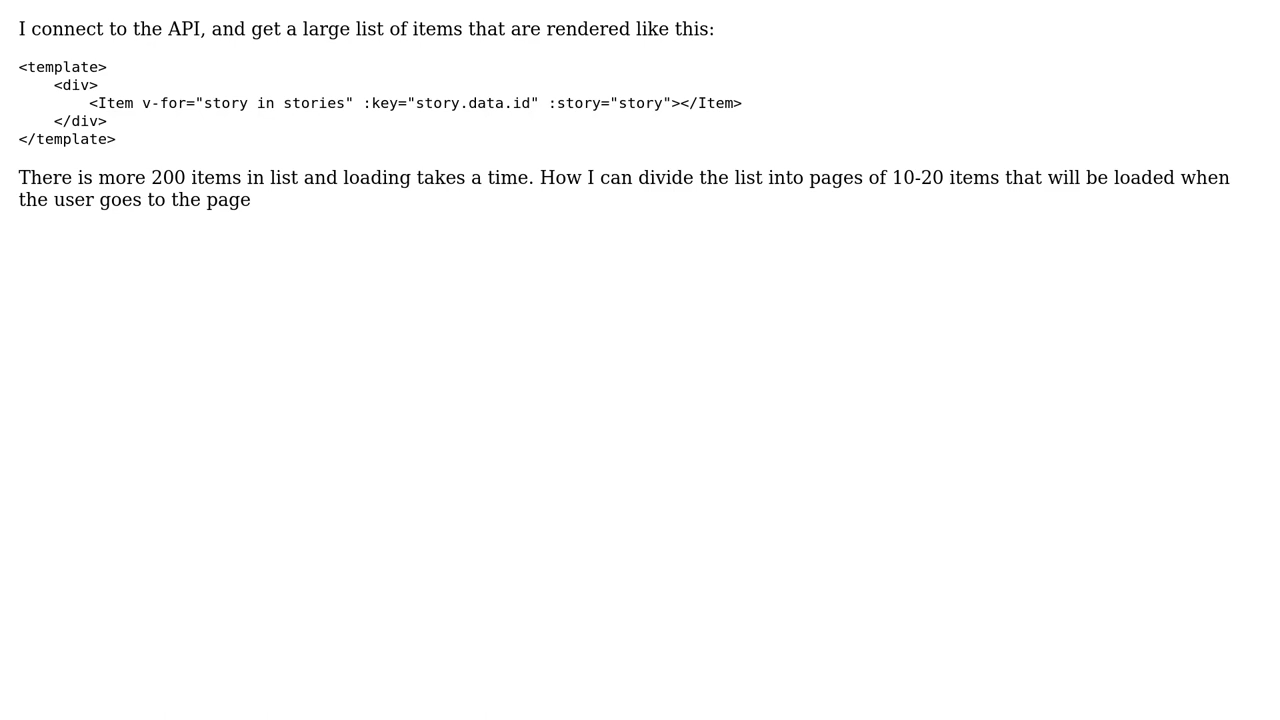 I connect to the API, and get a large list of items that are rendered like this:
<template>
    <div>
        <Item v-for="story in stories" :key="story.data.id" :story="story"></Item>
    </div>
</template>
There is more 200 items in list and loading takes a time. How I can divide the list into pages of 10-20 items that will be loaded when
the user goes to the page